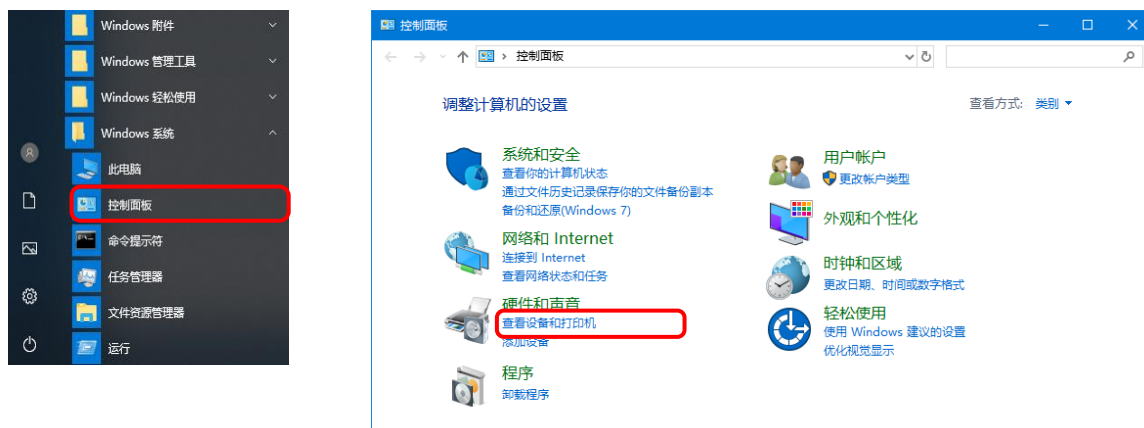 Windows 附件
Windows 管理工具
Windows 轻松使用
Windows 系统
此电脑
控制面板
命令提示符
任务管理器
文件资源管理器
运行
控制面板
控制面板
调整计算机的设置
查看方式: 类别
系统和安全
查看你的计算机状态
通过文件历史记录保存你的文件备份副本
备份和还原(Windows 7)
网络和 Internet
连接到 Internet
查看网络状态和任务
硬件和声音
查看设备和打印机
添加设备
程序
卸载程序
用户帐户
更改帐户类型
外观和个性化
时钟和区域
更改日期、时间或数字格式
轻松使用
使用 Windows 建议的设置
优化视觉显示